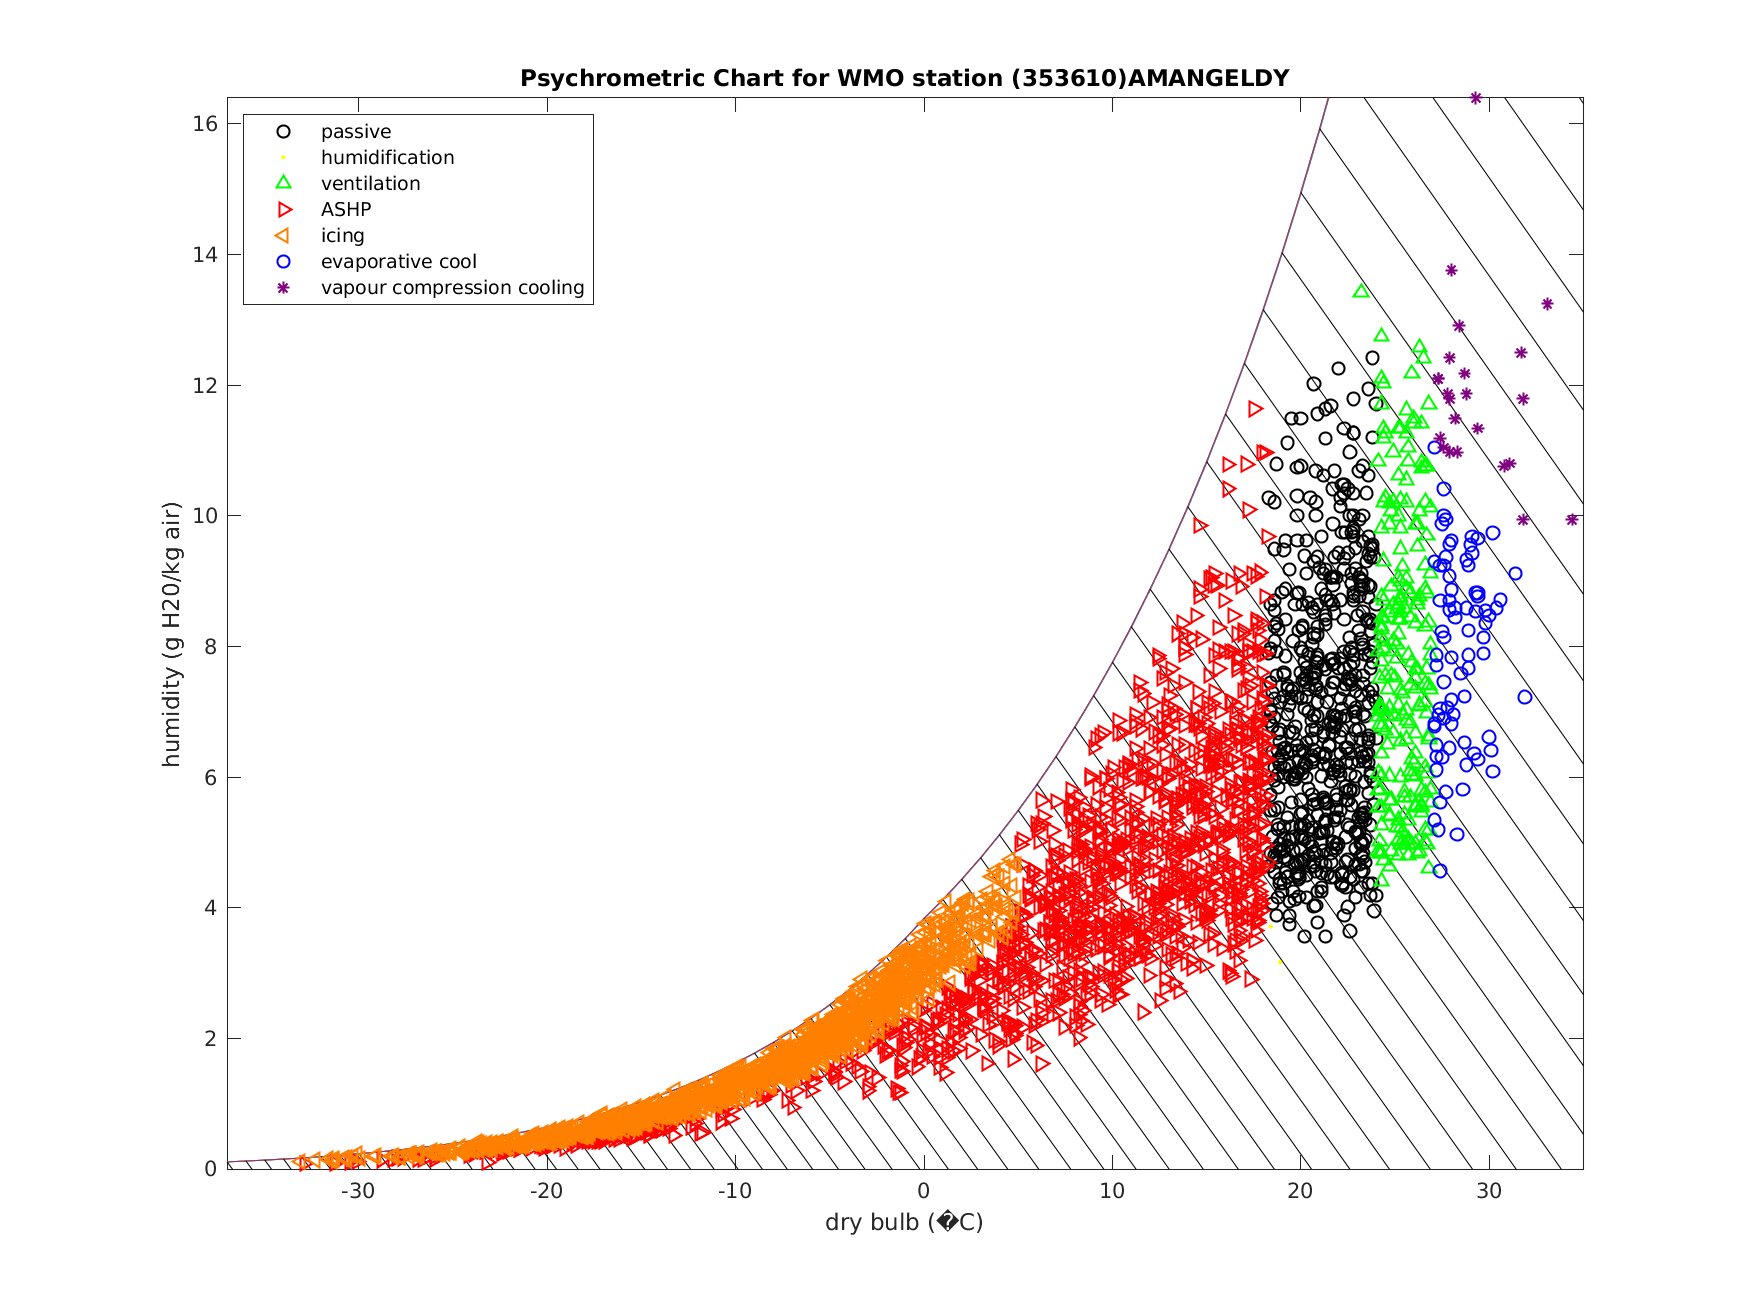 Psychrometric Chart for WMO station (353610)AMANGELDY
passive
humidification
ventilation
ASHP
icing
evaporative cool
vapour compression cooling
humidity (g H20/kg air)
16
14
12
10
8
6
4
2
0
-30
-20
-10
0
10
20
30
dry bulb (�C)